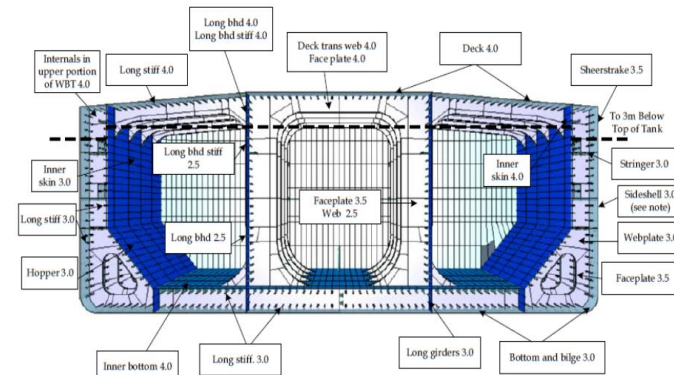 Long bhd 4.0
Long bhd stiff 4.0
Deck trans web 4.0
Face plate 4.0
Deck 4.0
Internals in
upper portion
of WBT 4.0
Long stiff 4.0
Sheerstrake 3.5
To 3m Below
Top of Tank
Inner
skin 3.0
Long bhd stiff
2.5
Inner
skin 4.0
Stringer 3.0
Long stiff 3.0
Faceplate 3.5
Web 2.5
Sideshell 3.0
(see note)
Long bhd 2.5
Webplate 3.0
Hopper 3.0
Faceplate 3.5
Inner bottom 4.0
Long stiff. 3.0
Long girders 3.0
Bottom and bilge 3.0